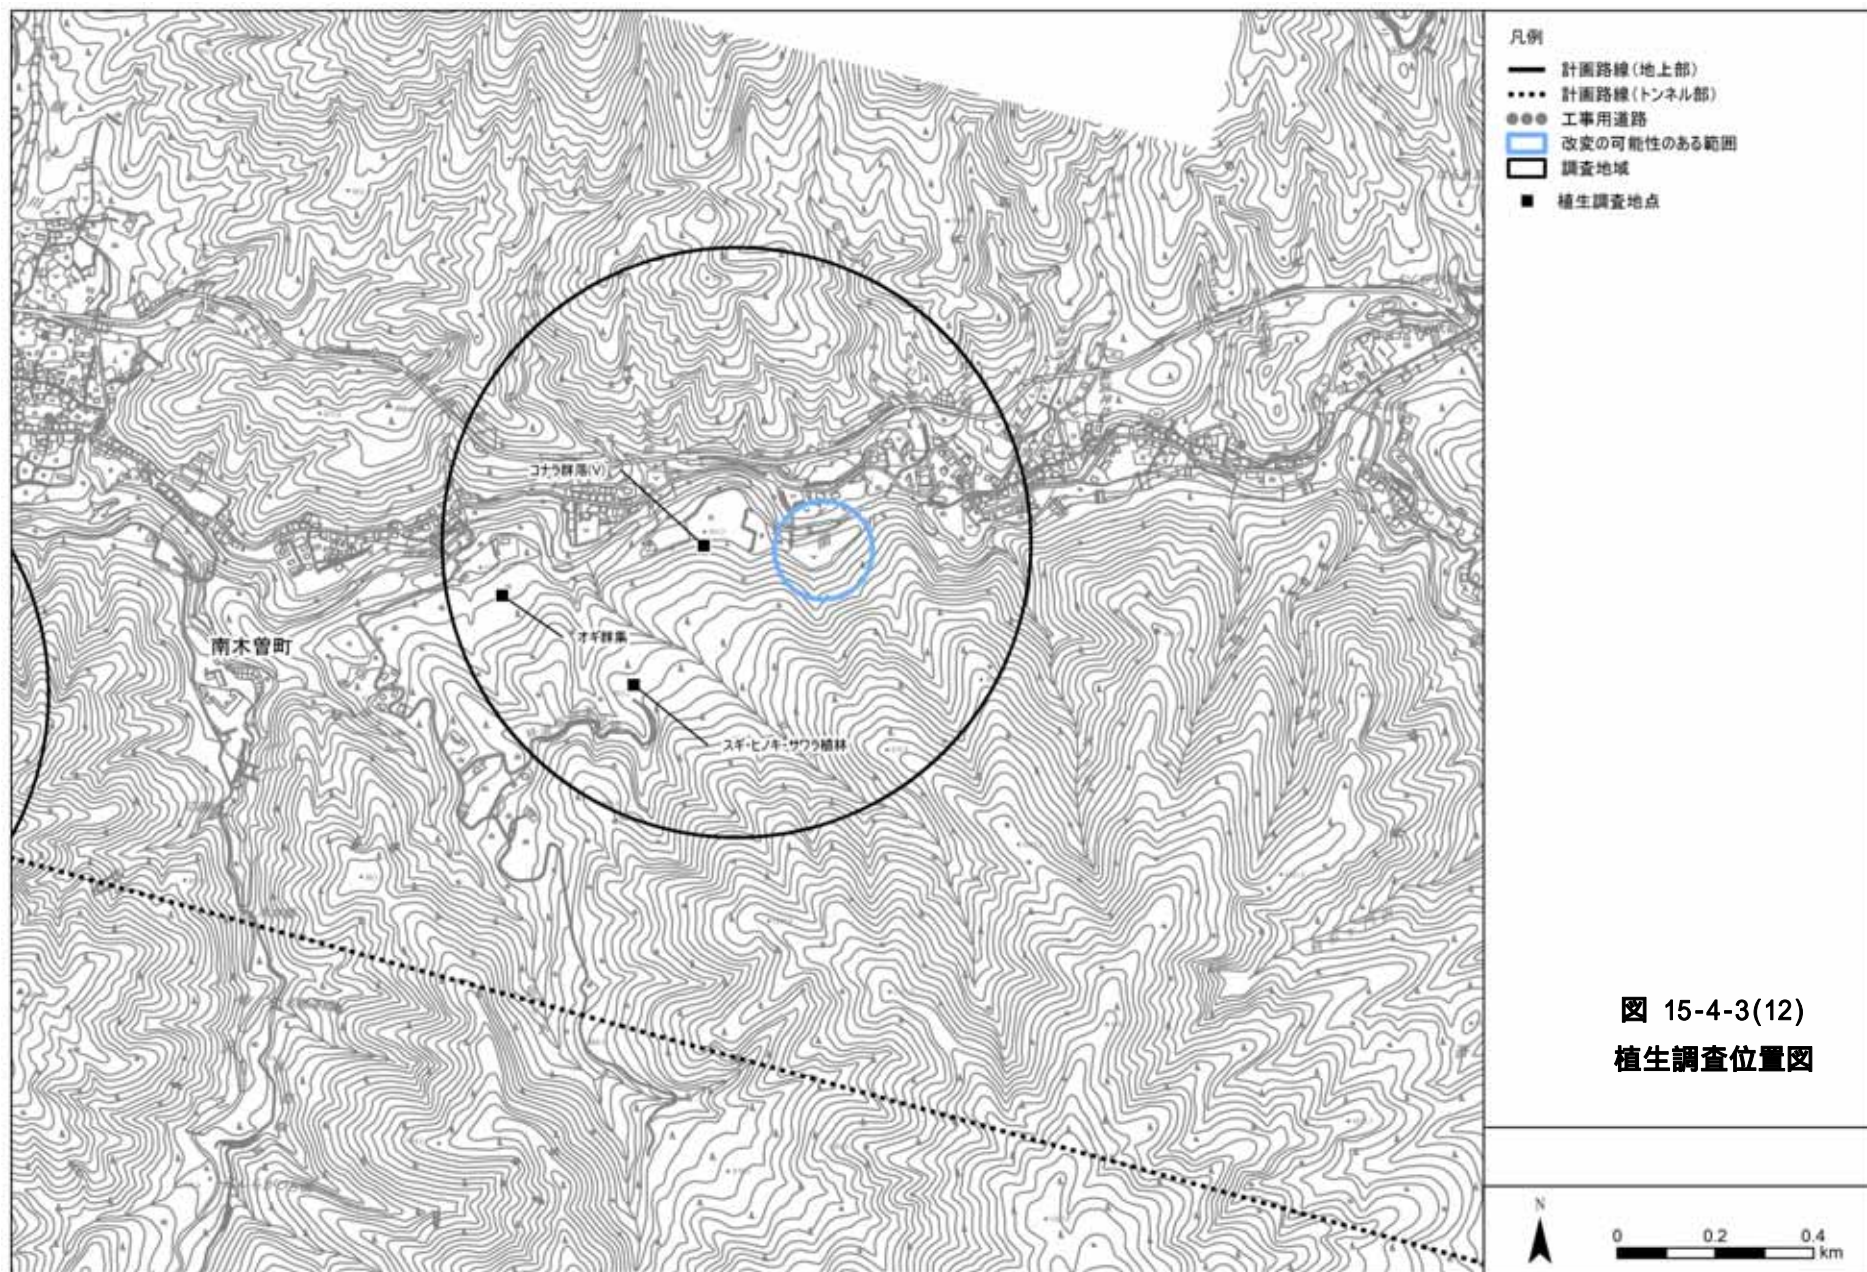 凡例
計画路線(地上部)
計画路線(トンネル部)
工事用道路
改変の可能性のある範囲
調査地域
植生調査地点
コナラ群落(V)
オギ群集
南木曽町
スギ・ヒノキ・サワラ植林
図 15-4-3(12)
植生調査位置図
N
0 0.2 0.4
km